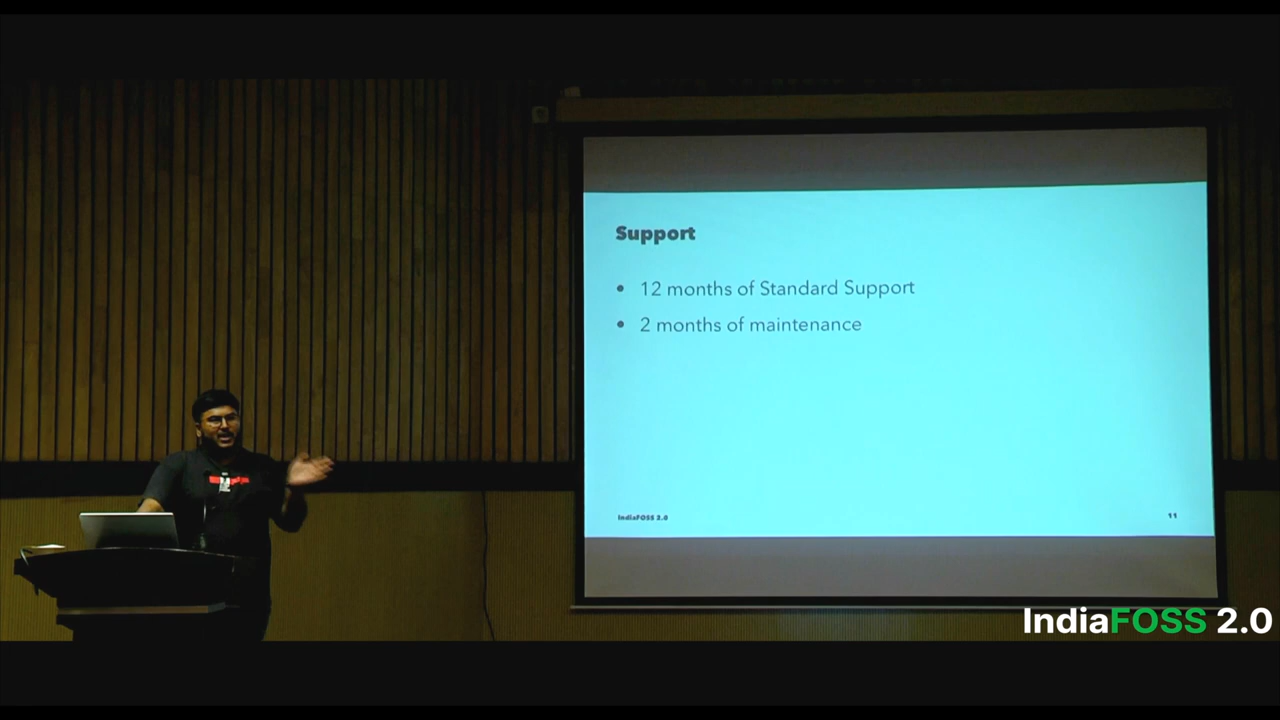 Support
• 12 months of Standard Support
• 2 months of maintenance
IndiaFOSS 2.0
11
IndiaFOSS 2.0